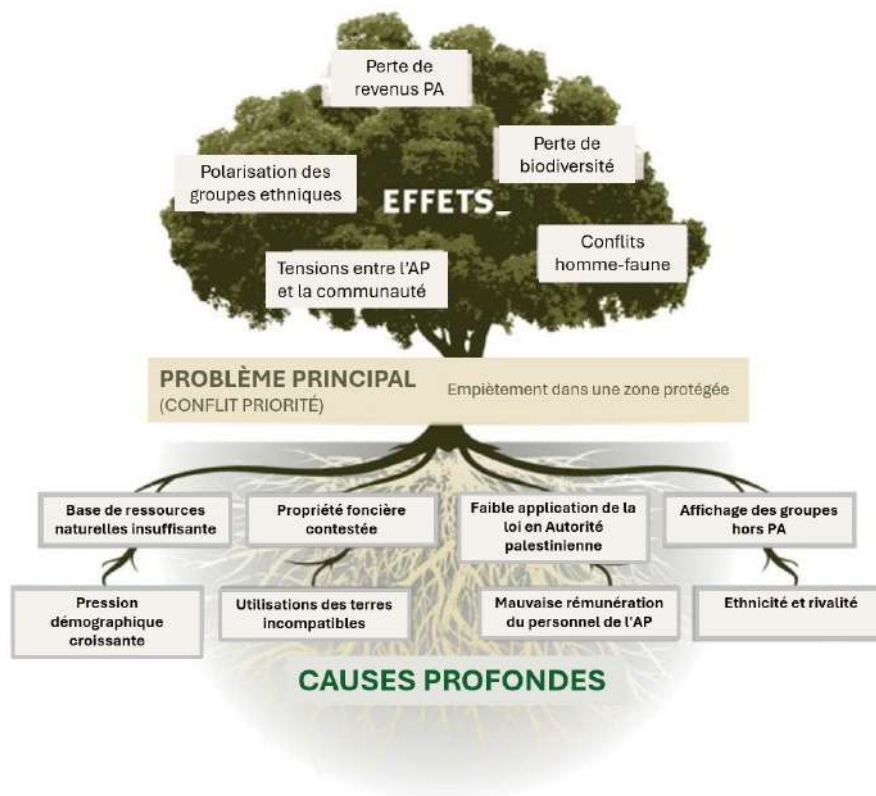 Perte de
revenus PA
Perte de
biodiversité
Polarisation des
groupes ethniques
EFFETS_
Conflits
homme-faune
Tensions entre l'AP
et la communauté
PROBLÈME PRINCIPAL
(CONFLIT PRIORITÉ)
Empiètement dans une zone protégée
Base de ressources
naturelles insuffisante
Propriété foncière
contestée
Faible application de la
loi en Autorité
palestinienne
Affichage des groupes
hors PA
Pression
démographique
croissante
Utilisations des terres
incompatibles
Mauvaise rémunération
du personnel de l'AP
Ethnicité et rivalité
CAUSES PROFONDES